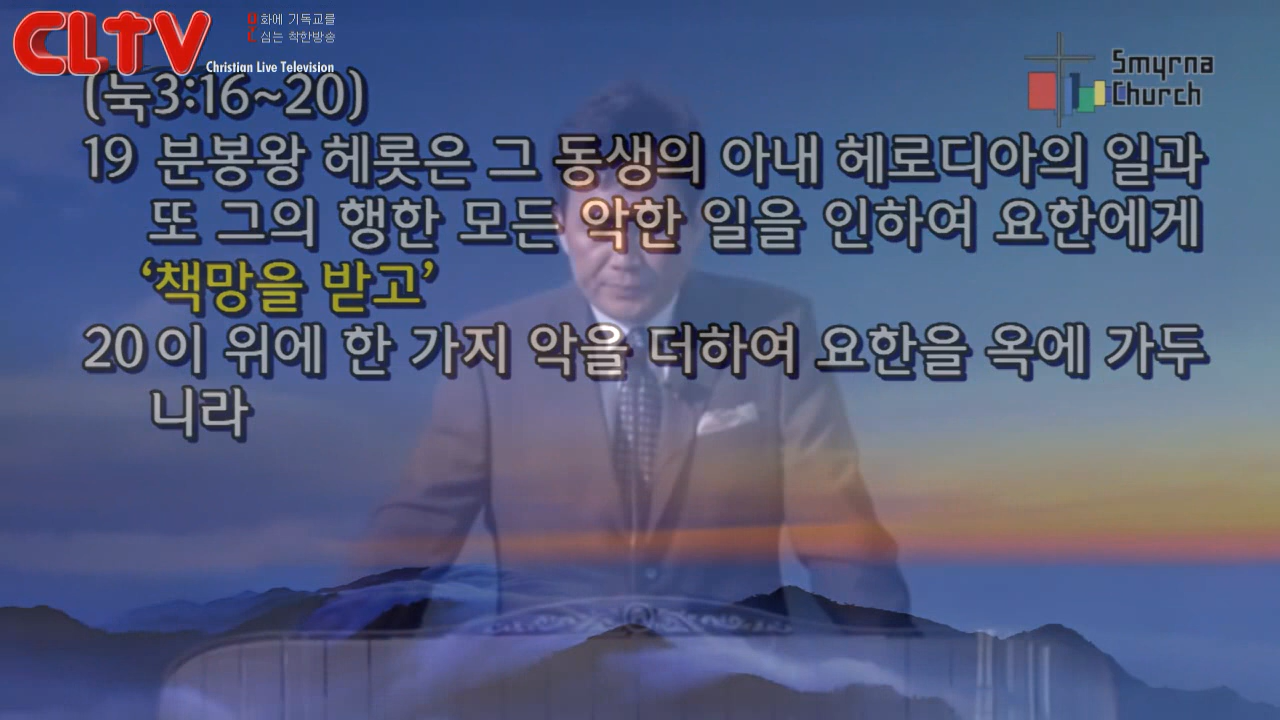 CLTV
문화에 기독교를
심는 착한방송
Christian Live Television
Smyrna
Church
(눅3:16~20)
19 분봉왕 헤롯은 그 동생의 아내 헤로디아의 일과
또 그의 행한 모든 악한 일을 인하여 요한에게
‘책망을 받고’
20 이 위에 한 가지 악을 더하여 요한을 옥에 가두
니라